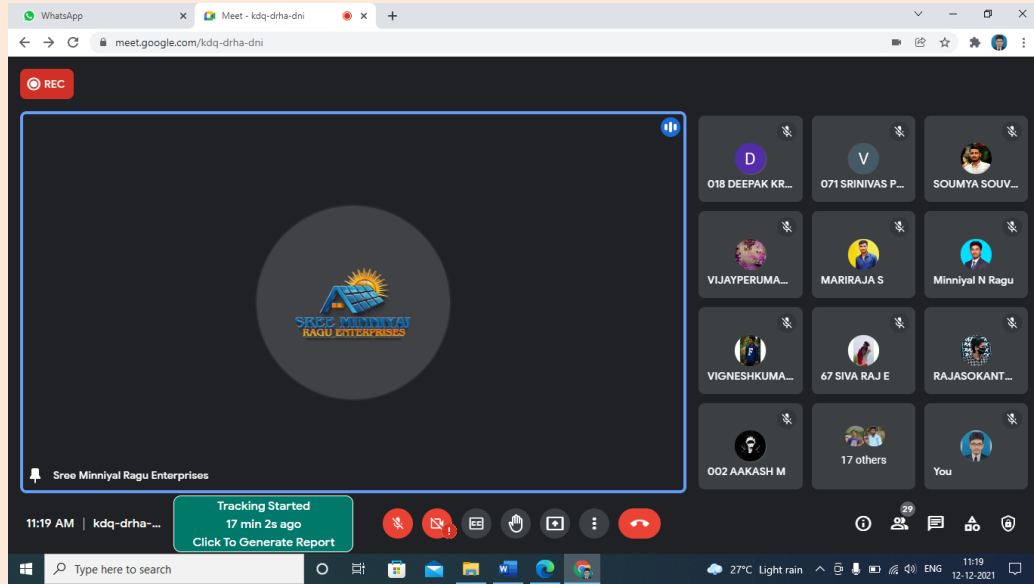 WhatsApp
Meet - kdq-drha-dni
meet.google.com/kdq-drha-dni
REC
SREE MINNIYAI
RAGU ENTERPRISES
Sree Minniyal Ragu Enterprises
D
018 DEEPAK KR...
V
071 SRINIVAS P...
SOUMYA SOUV...
VIJAYPERUMA...
MARIRAJA S
Minniyal N Ragu
F
VIGNESHKUMA...
67 SIVA RAJ E
RAJASOKANT...
002 AAKASH M
17 others
You
11:19 AM | kdq-drha-...
Tracking Started
17 min 2s ago
Click To Generate Report
29
Type here to search
27°C Light rain
ENG
11:19
12-12-2021